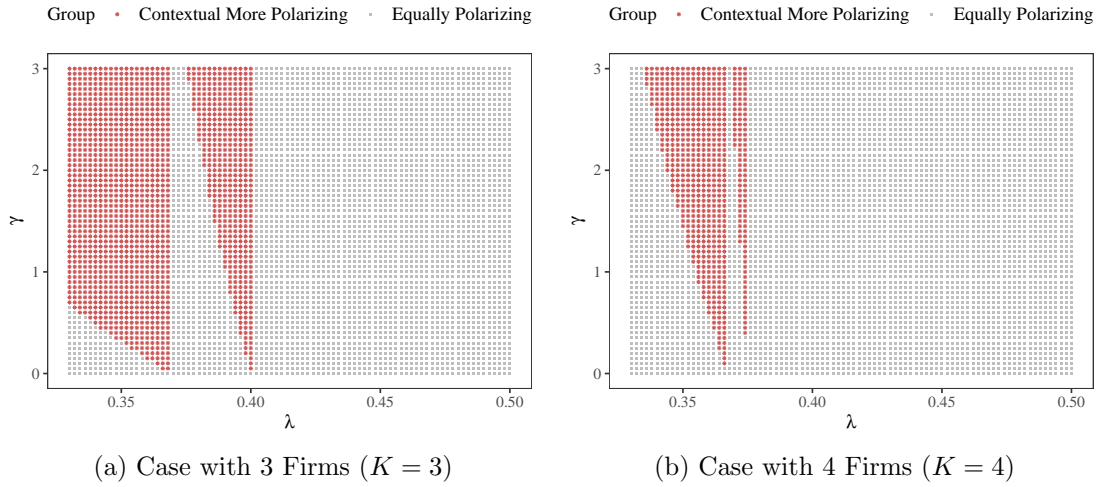 Group Contextual More Polarizing Equally Polarizing
3
2
1
0
γ
0.35 0.40 0.45 0.50
λ
(a) Case with 3 Firms (K = 3)
Group Contextual More Polarizing Equally Polarizing
3
2
1
0
γ
0.35 0.40 0.45 0.50
λ
(b) Case with 4 Firms (K = 4)